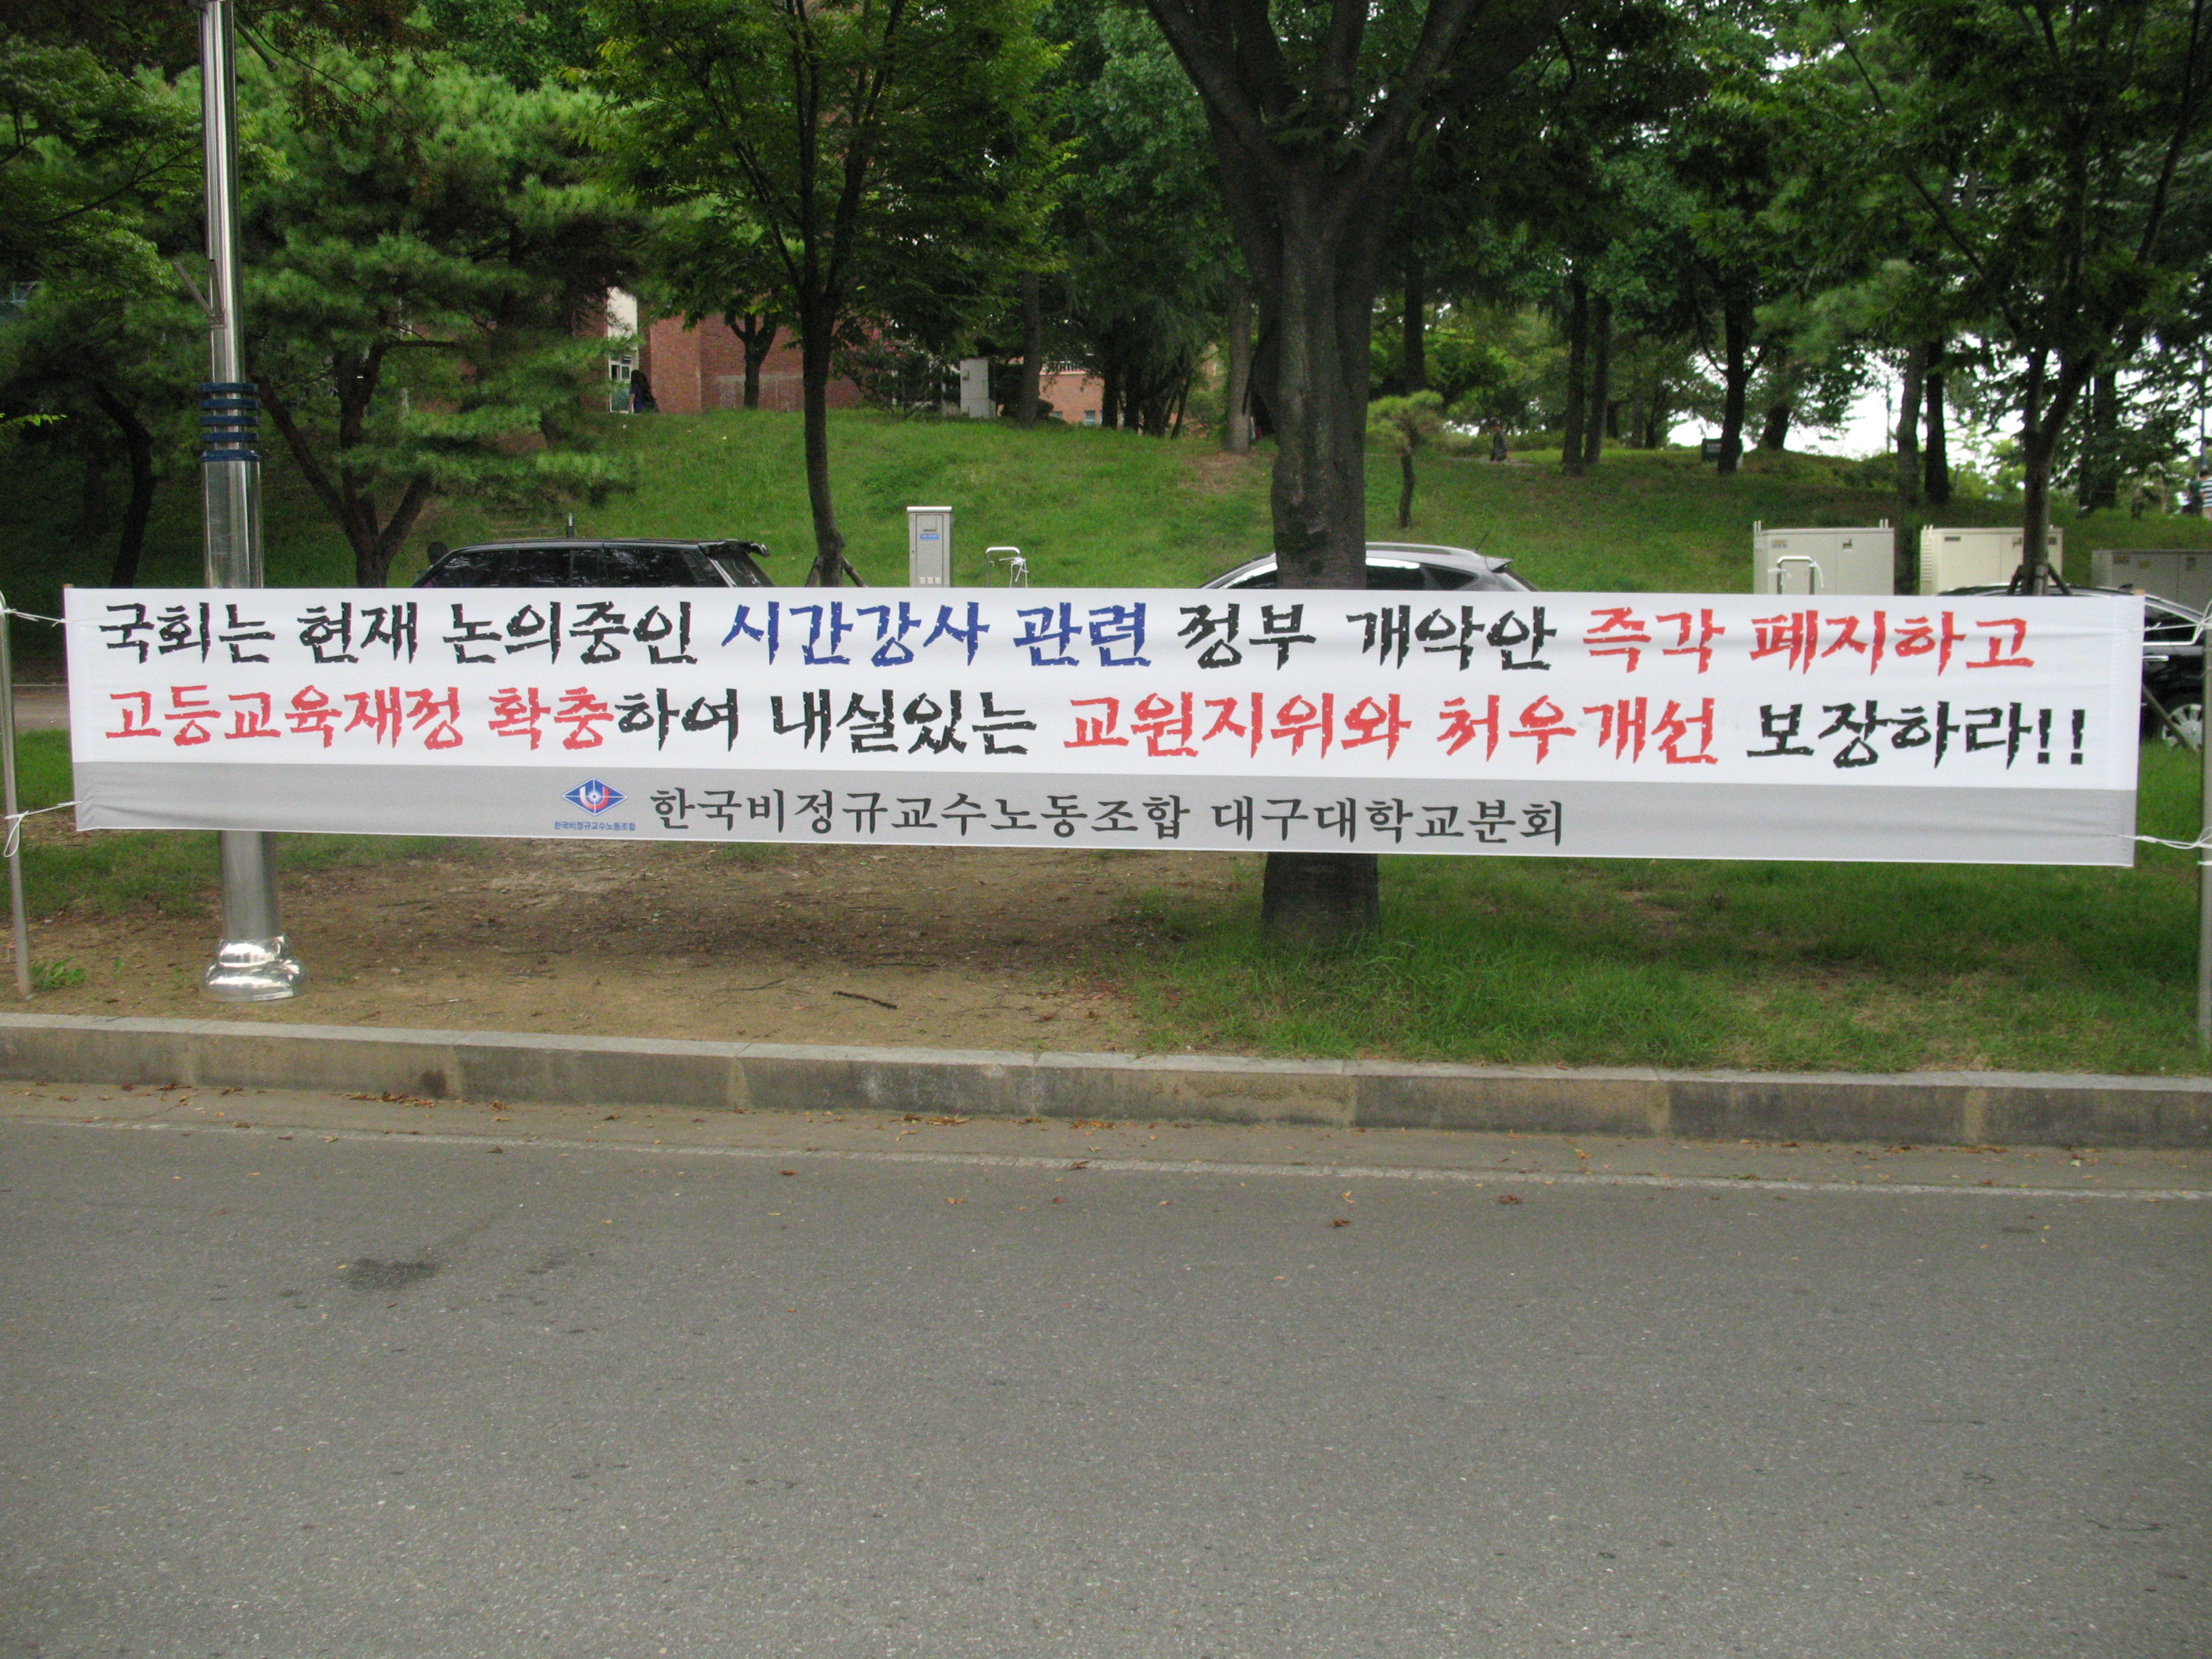 국회는 현재 논의중인 시간강사 관련 정부 개악안 즉각 폐지하고
고등교육재정 확충하여 내실있는 교원지위와 처우개선 보장하라!!
한국비정규교수노동조합
한국비정규교수노동조합 대구대학교분회